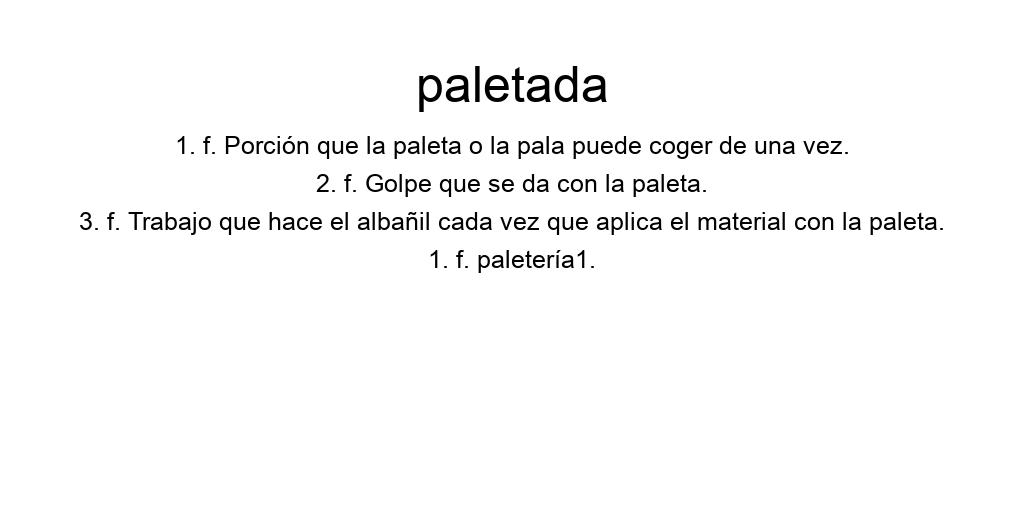 paletada
1. f. Porción que la paleta o la pala puede coger de una vez.
2. f. Golpe que se da con la paleta.
3. f. Trabajo que hace el albañil cada vez que aplica el material con la paleta.
1. f. paletería1.